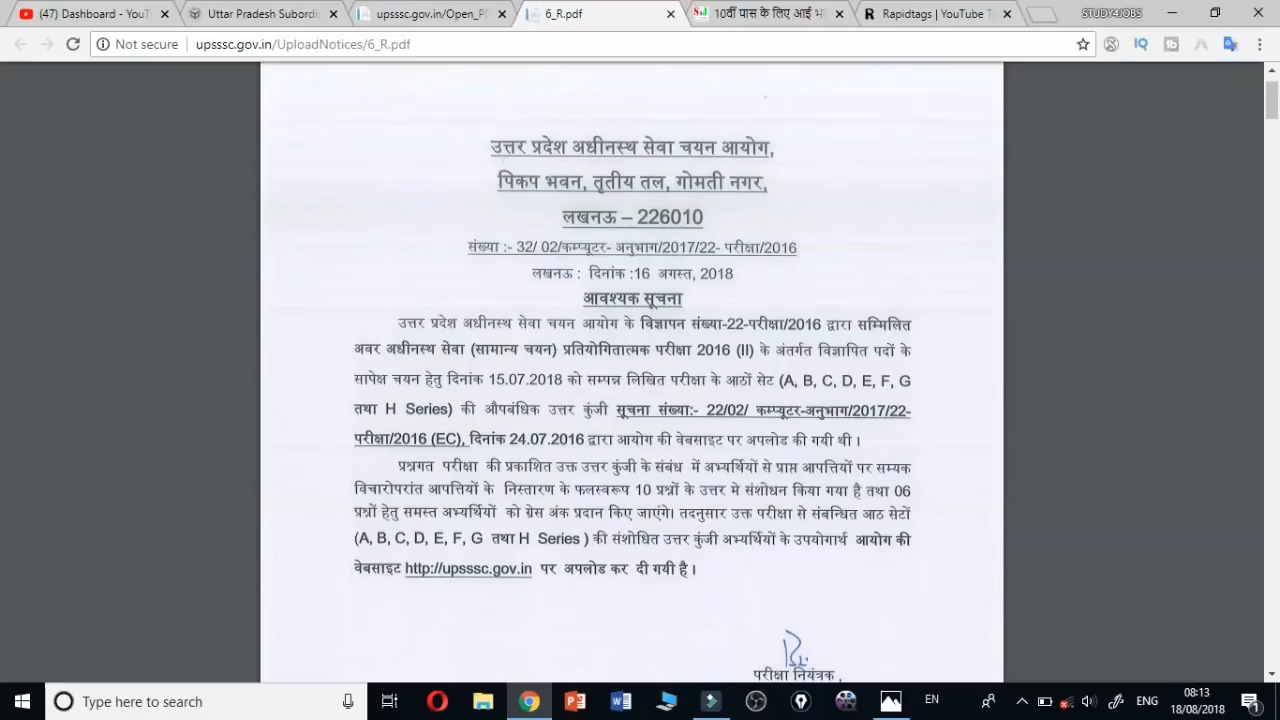 (47) Dashboard - YouT
Uttar Pradesh Subordin
upsssc.gov.in/Open_PD
6_R.pdf
10वीं पास के लिए आई भ
Rapidtags | YouTube T
STUDY4JOBS
Not secure
upsssc.gov.in/UploadNotices/6_R.pdf
उत्तर प्रदेश अधीनस्थ सेवा चयन आयोग,
पिकप भवन, तृतीय तल, गोमती नगर,
लखनऊ – 226010
संख्या :- 32/ 02/कम्प्यूटर- अनुभाग/2017/22- परीक्षा/2016
लखनऊ : दिनांक :16 अगस्त, 2018
आवश्यक सूचना
उत्तर प्रदेश अधीनस्थ सेवा चयन आयोग के विज्ञापन संख्या-22-परीक्षा/2016 द्वारा सम्मिलित
अवर अधीनस्थ सेवा (सामान्य चयन) प्रतियोगितात्मक परीक्षा 2016 (II) के अंतर्गत विज्ञापित पदों के
सापेक्ष चयन हेतु दिनांक 15.07.2018 को सम्पन्न लिखित परीक्षा के आठों सेट (A, B, C, D, E, F, G
तथा H Series) की औपबंधिक उत्तर कुंजी सूचना संख्या:- 22/02/ कम्प्यूटर-अनुभाग/2017/22-
परीक्षा/2016 (EC), दिनांक 24.07.2016 द्वारा आयोग की वेबसाइट पर अपलोड की गयी थी ।
प्रश्नगत परीक्षा की प्रकाशित उक्त उत्तर कुंजी के संबंध में अभ्यर्थियों से प्राप्त आपत्तियों पर सम्यक
विचारोपरांत आपत्तियों के निस्तारण के फलस्वरूप 10 प्रश्नों के उत्तर मे संशोधन किया गया है तथा 06
प्रश्नों हेतु समस्त अभ्यर्थियों को ग्रेस अंक प्रदान किए जाएंगे। तदनुसार उक्त परीक्षा से संबन्धित आठ सेटों
(A, B, C, D, E, F, G तथा H Series ) की संशोधित उत्तर कुंजी अभ्यर्थियों के उपयोगार्थ आयोग की
वेबसाइट http://upsssc.gov.in पर अपलोड कर दी गयी है ।
परीक्षा नियंत्रक ,
Type here to search
EN
ENG
08:13
18/08/2018